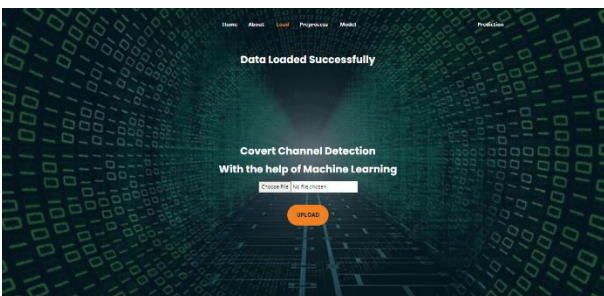 Home About Load Preprocess Model Prediction
Data Loaded Successfully
Covert Channel Detection
With the help of Machine Learning
Choose File No file chosen
UPLOAD